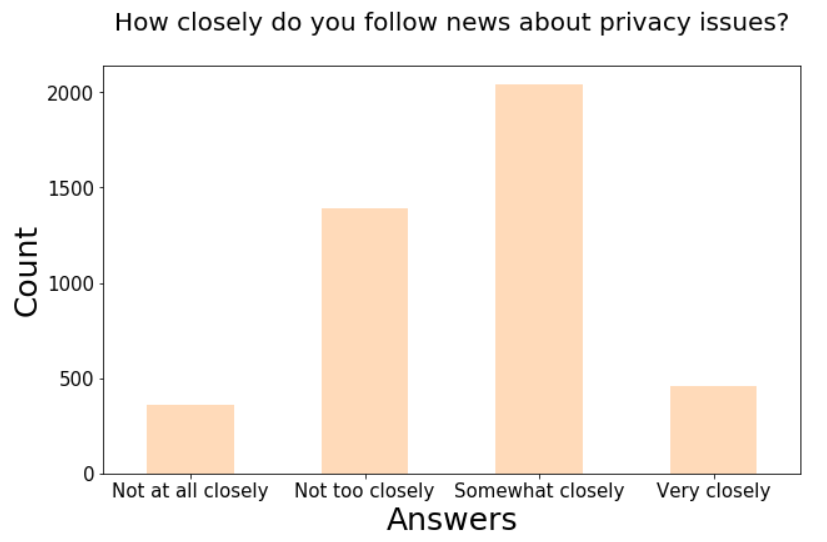 How closely do you follow news about privacy issues?
Count
2000
1500
1000
500
0
Not at all closely Not too closely Somewhat closely Very closely
Answers